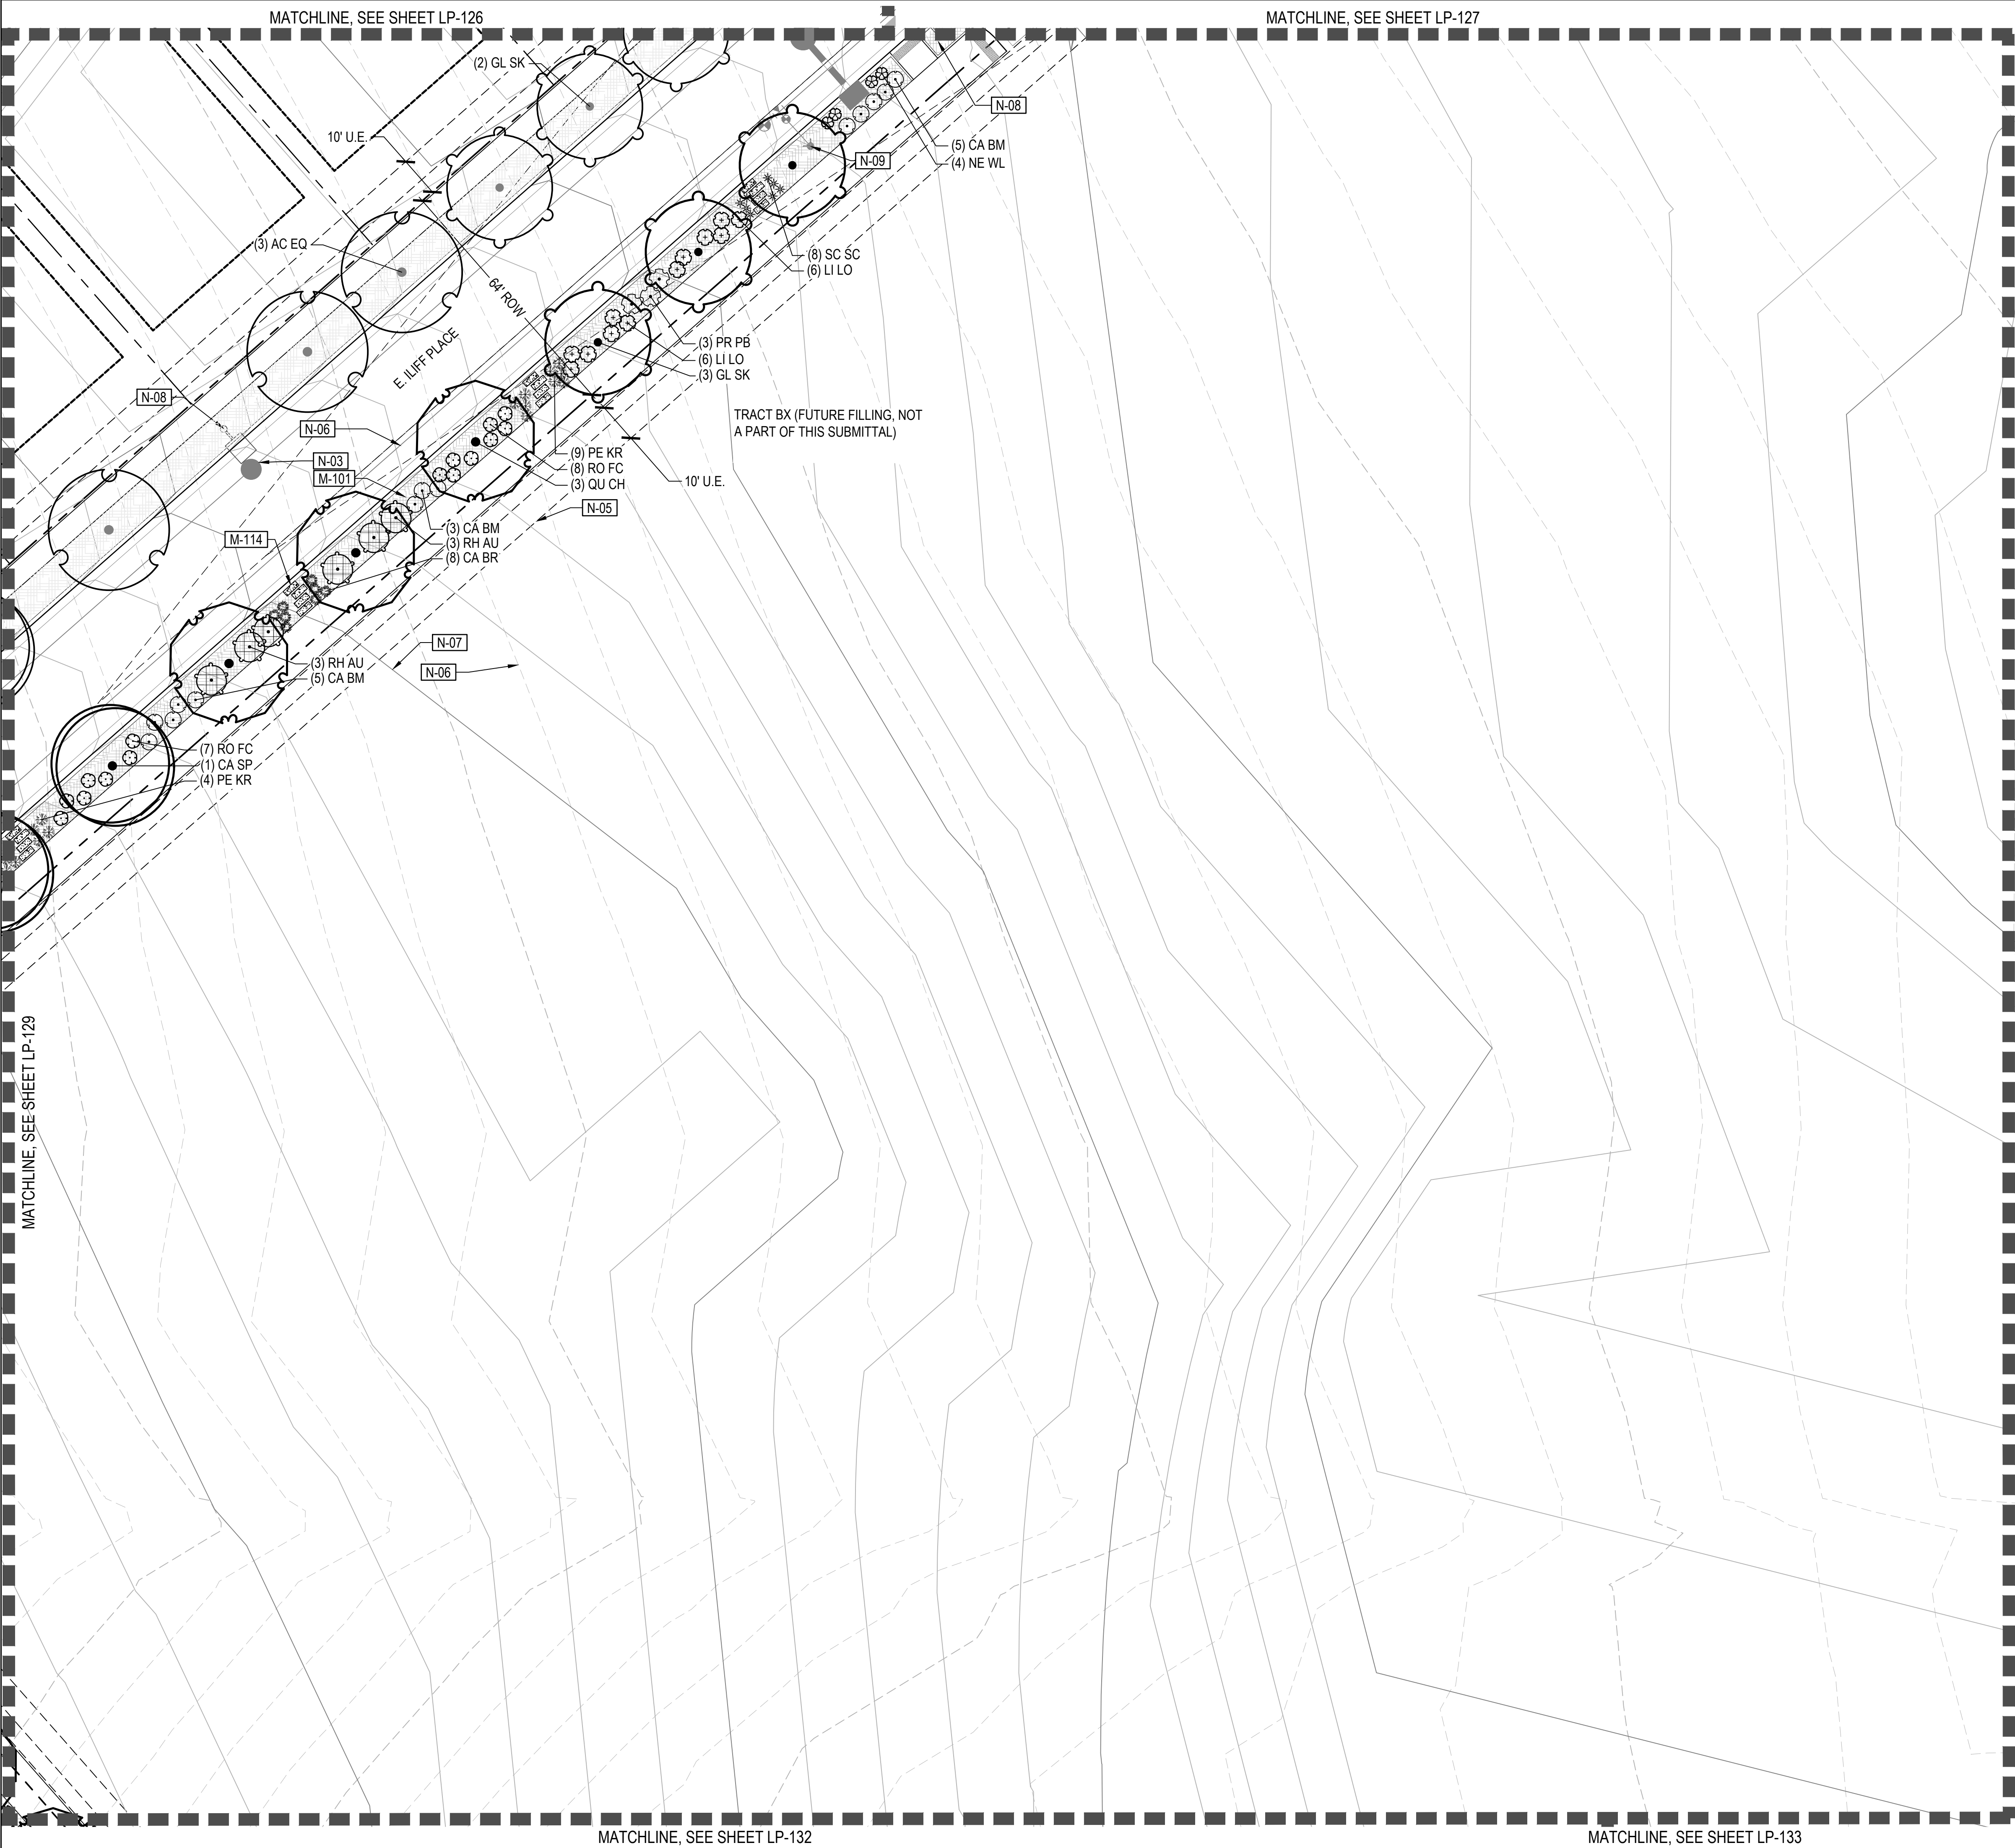 MATCHLINE, SEE SHEET LP-126
MATCHLINE, SEE SHEET LP-127
(2) GL SK
N-08
10' U.E.
(5) CA BM
N-09
(4) NE WL
(3) AC EQ
(8) SC SC
(6) LI LO
64' ROW
E. ILIFF PLACE
(3) PR PB
(6) LI LO
(3) GL SK
N-08
TRACT BX (FUTURE FILLING, NOT
A PART OF THIS SUBMITTAL)
N-06
(9) PE KR
N-03
(8) RO FC
M-101
(3) QU CH
10' U.E.
N-05
(3) CA BM
M-114
(3) RH AU
(8) CA BR
N-07
(3) RH AU
N-06
(5) CA BM
(7) RO FC
(1) CA SP
(4) PE KR
MATCHLINE, SEE SHEET LP-129
MATCHLINE, SEE SHEET LP-132
MATCHLINE, SEE SHEET LP-133